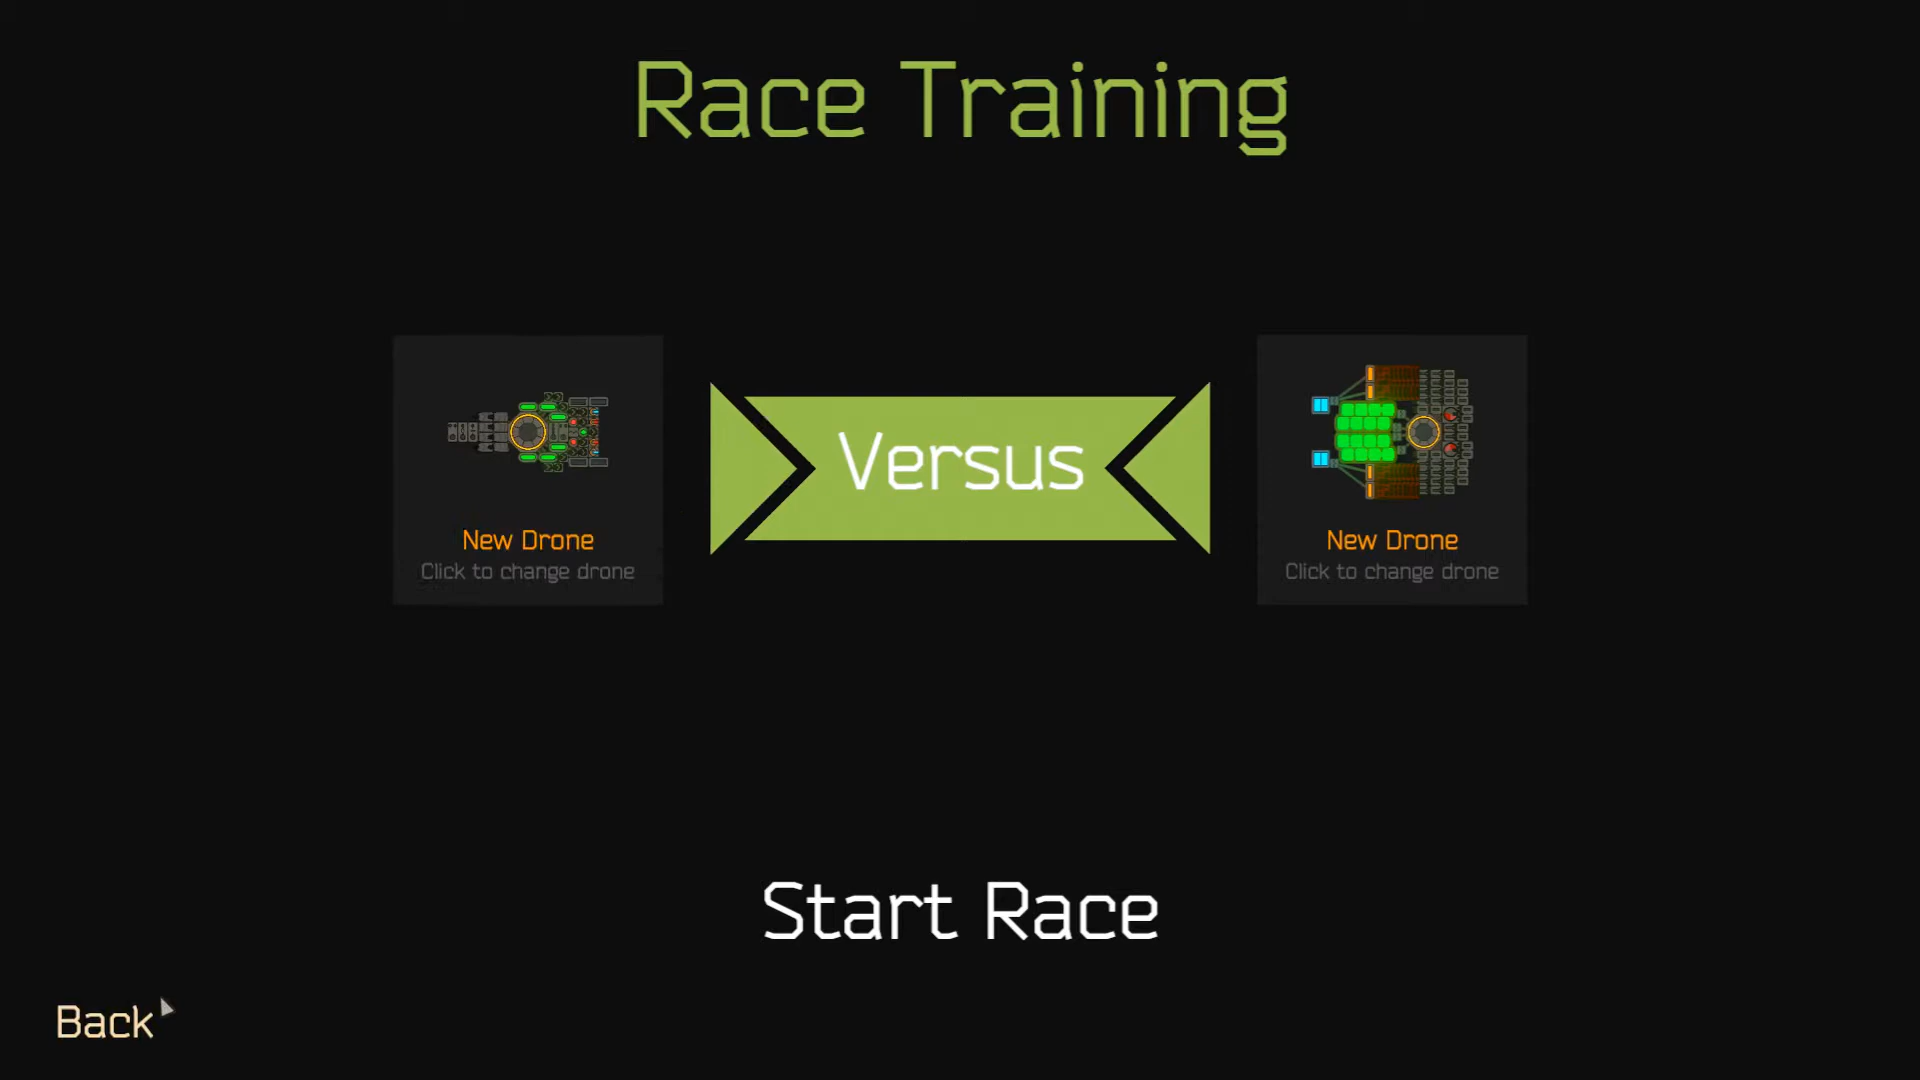 Race Training
Versus
New Drone
Click to change drone
New Drone
Click to change drone
Start Race
Back